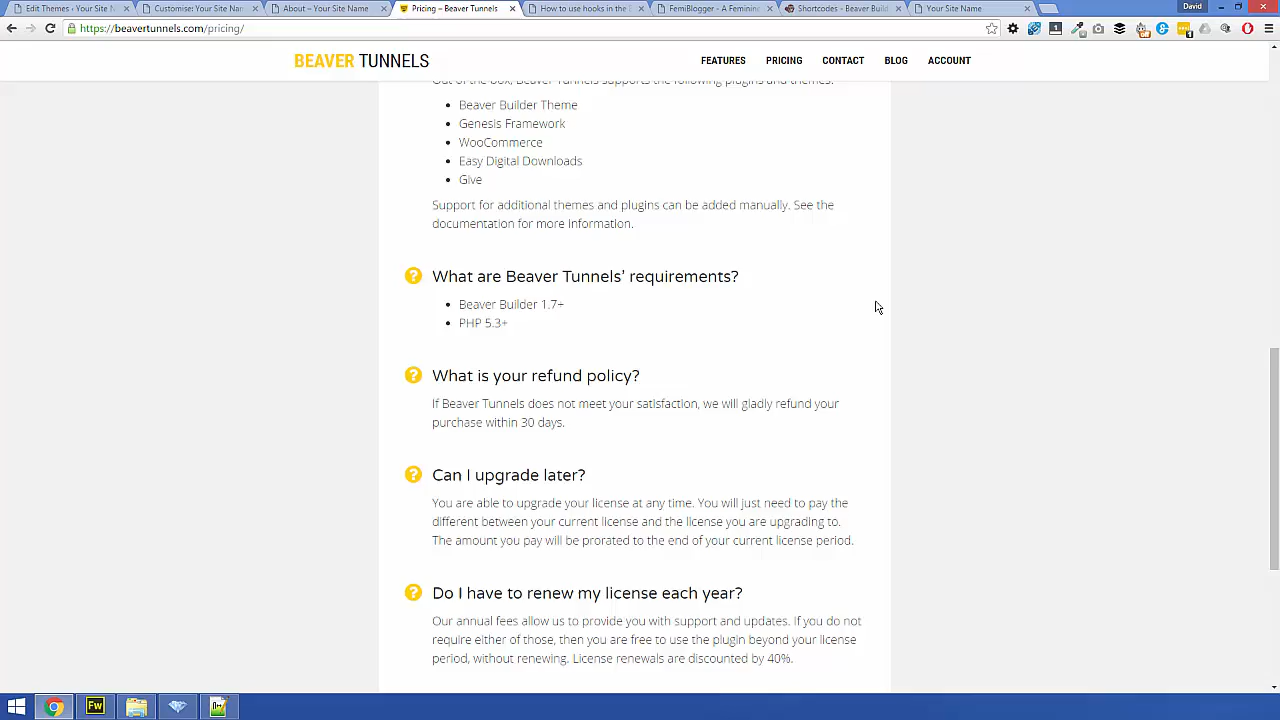 Edit Themes ‹ Your Site N
Customise: Your Site Nam
About – Your Site Name
Pricing – Beaver Tunnels
How to use hooks in the B
FemiBlogger - A Feminine
Shortcodes - Beaver Build
Your Site Name
David
https://beavertunnels.com/pricing/
BEAVER TUNNELS
FEATURES
PRICING
CONTACT
BLOG
ACCOUNT
Out of the box, Beaver Tunnels supports the following plugins and themes:
• Beaver Builder Theme
• Genesis Framework
• WooCommerce
• Easy Digital Downloads
• Give
Support for additional themes and plugins can be added manually. See the
documentation for more information.
What are Beaver Tunnels’ requirements?
• Beaver Builder 1.7+
• PHP 5.3+
What is your refund policy?
If Beaver Tunnels does not meet your satisfaction, we will gladly refund your
purchase within 30 days.
Can I upgrade later?
You are able to upgrade your license at any time. You will just need to pay the
different between your current license and the license you are upgrading to.
The amount you pay will be prorated to the end of your current license period.
Do I have to renew my license each year?
Our annual fees allow us to provide you with support and updates. If you do not
require either of those, then you are free to use the plugin beyond your license
period, without renewing. License renewals are discounted by 40%.
Fw